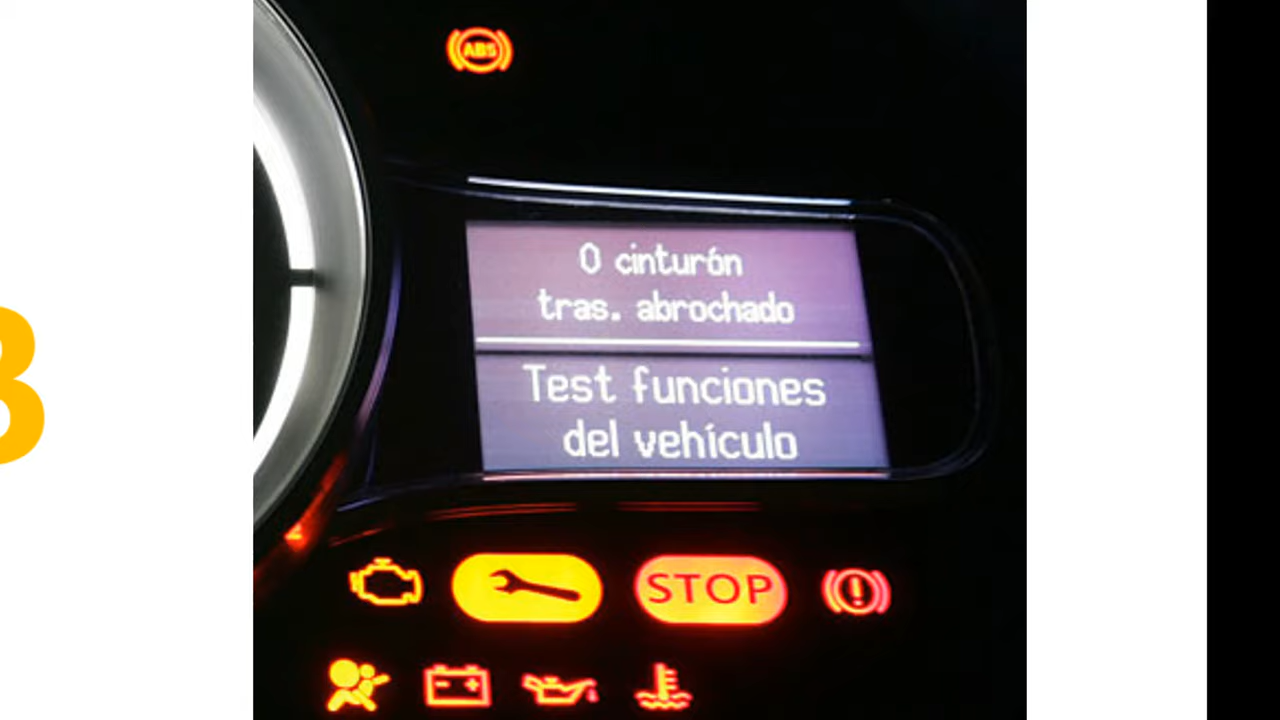 ABS
0 cinturón
tras. abrochado
Test funciones
del vehículo
STOP